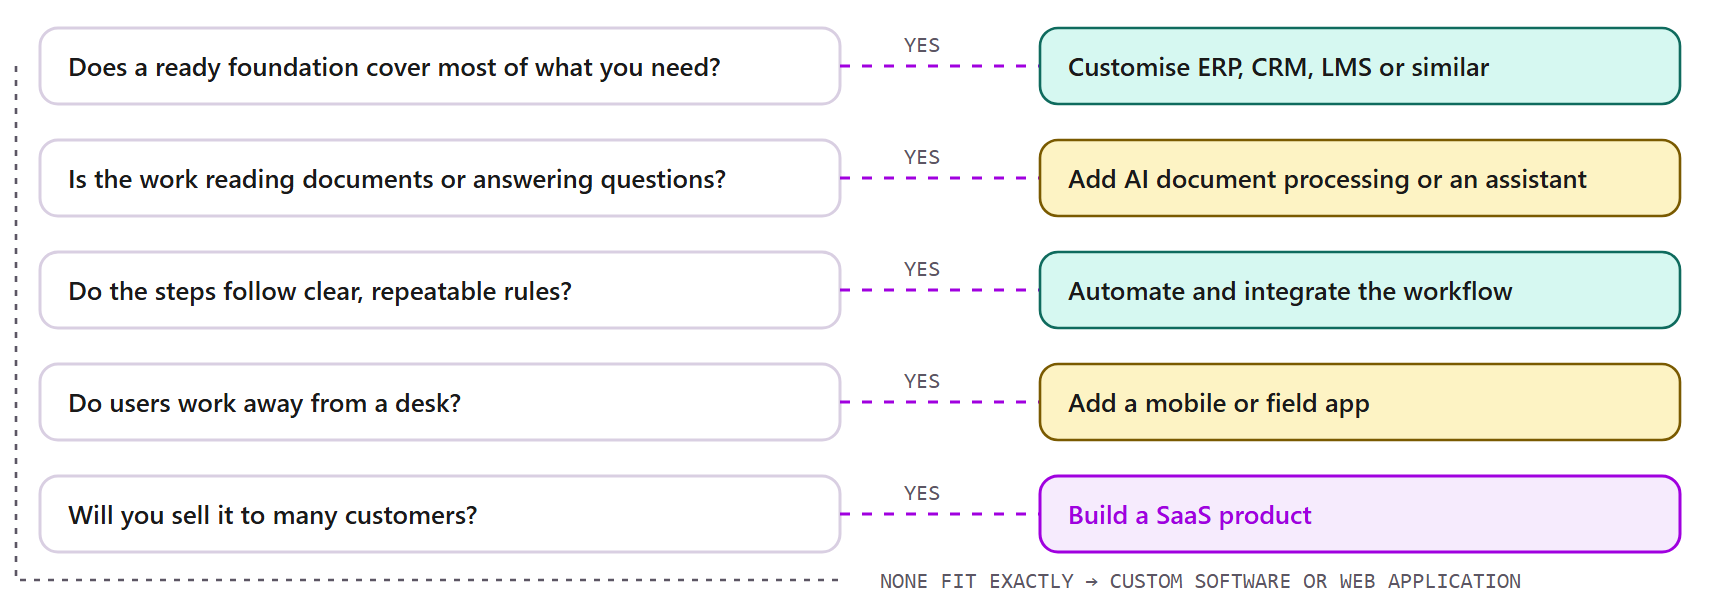 Does a ready foundation cover most of what you need?
YES
Customise ERP, CRM, LMS or similar
Is the work reading documents or answering questions?
YES
Add AI document processing or an assistant
Do the steps follow clear, repeatable rules?
YES
Automate and integrate the workflow
Do users work away from a desk?
YES
Add a mobile or field app
Will you sell it to many customers?
YES
Build a SaaS product
NONE FIT EXACTLY → CUSTOM SOFTWARE OR WEB APPLICATION